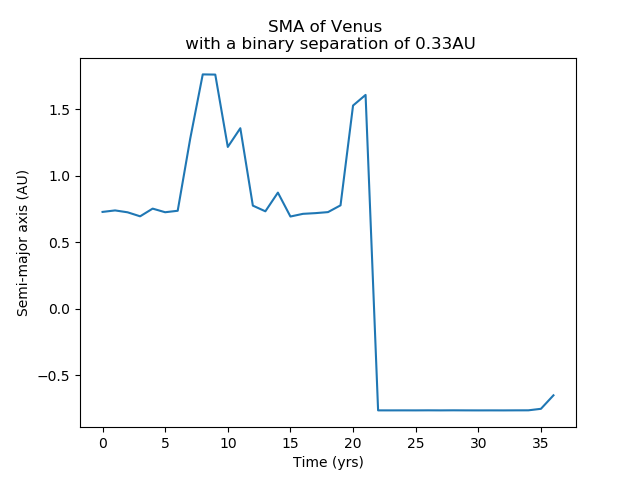 SMA of Venus
with a binary separation of 0.33AU
1.5
1.0
0.5
0.0
−0.5
Semi-major axis (AU)
0 5 10 15 20 25 30 35
Time (yrs)